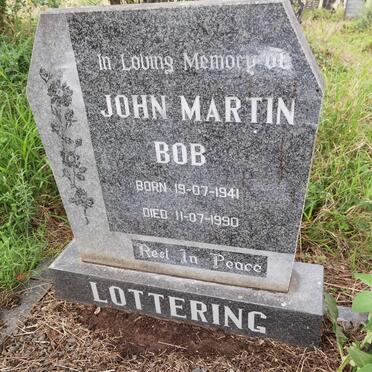 In Loving Memory of
JOHN MARTIN
BOB
BORN 19-07-1941
DIED 11-07-1990
Rest In Peace
LOTTERING